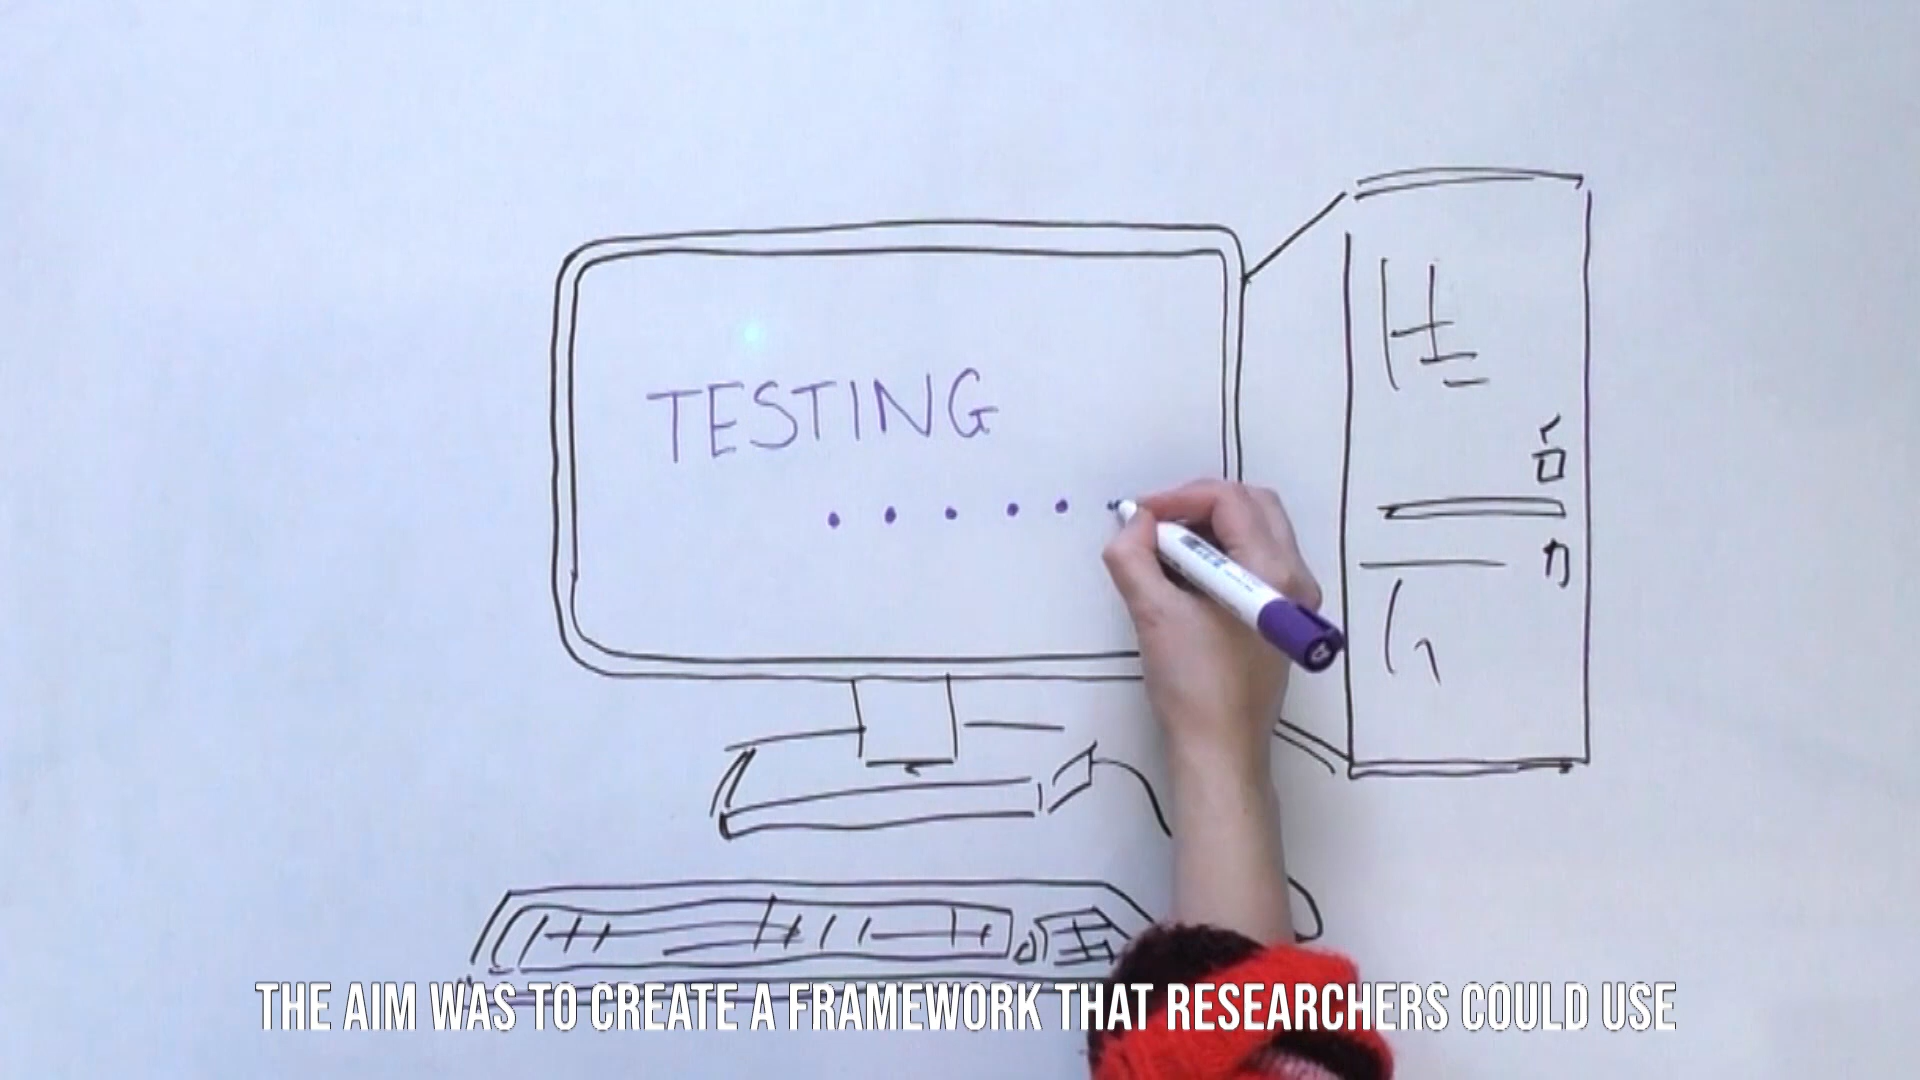 TESTING
......
THE AIM WAS TO CREATE A FRAMEWORK THAT RESEARCHERS COULD USE